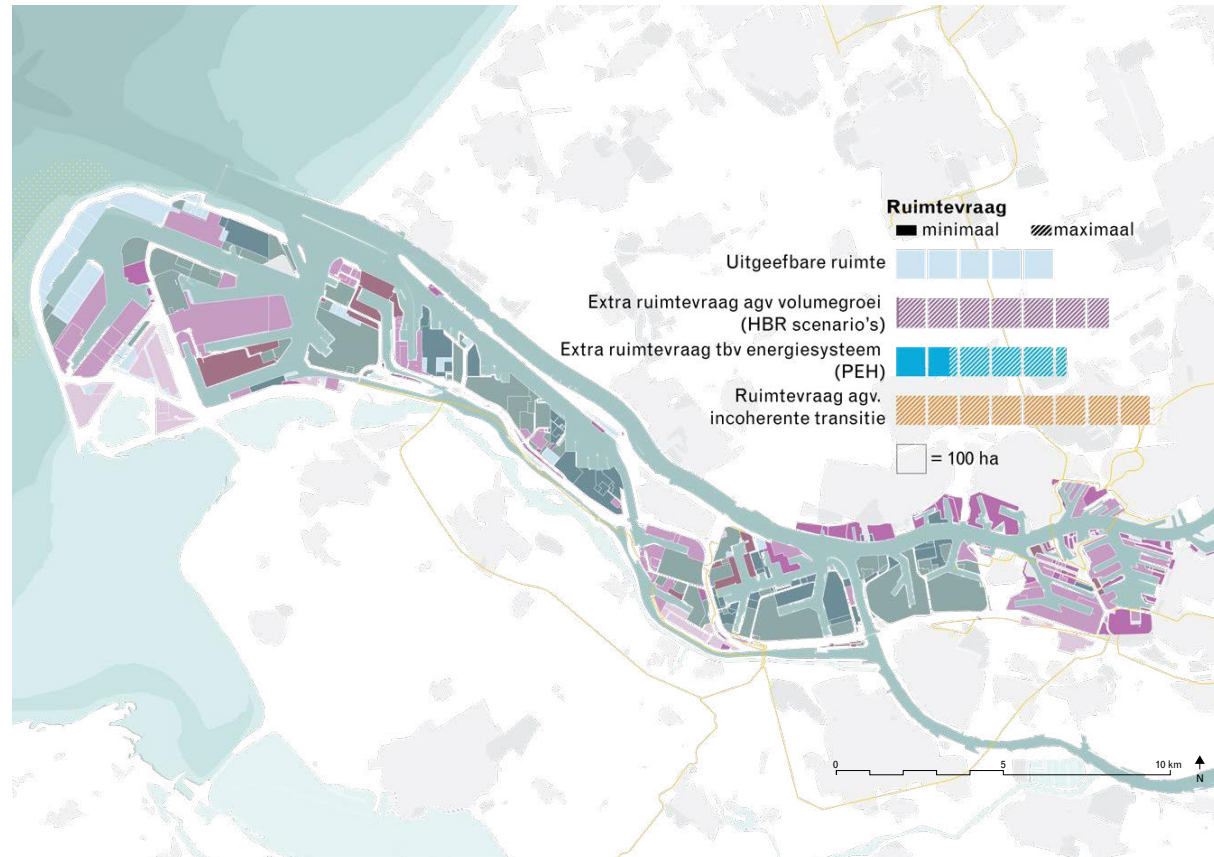 Ruimtevraag
minimaal maximaal
Uitgeefbare ruimte
Extra ruimtevraag agv volumegroei
(HBR scenario's)
Extra ruimtevraag tbv energiesysteem
(PEH)
Ruimtevraag agv.
incoherente transitie
= 100 ha
0 5 10 km
N